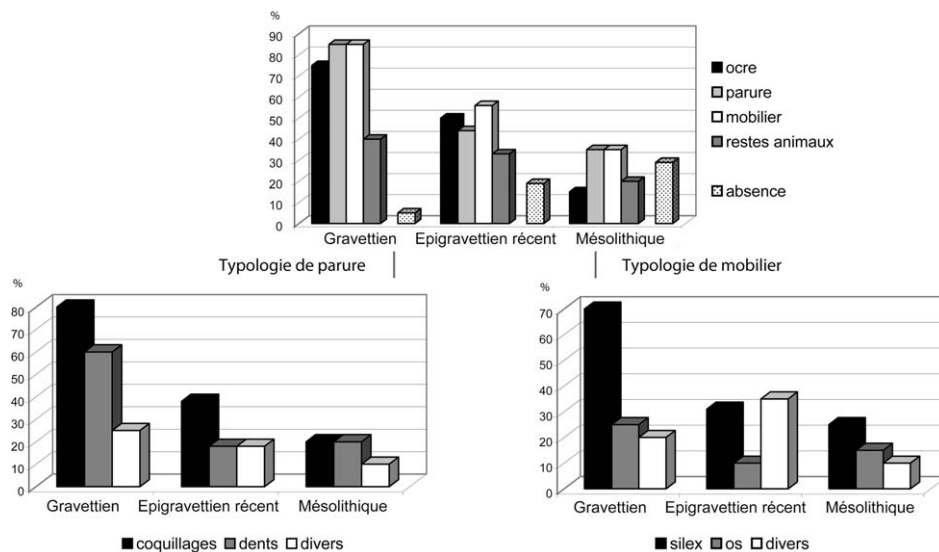 %
90
80
70
60
50
40
30
20
10
0
Gravettien Epigravettien récent Mésolithique
ocre
parure
mobilier
restes animaux
absence
Typologie de parure
Typologie de mobilier
%
80
70
60
50
40
30
20
10
0
Gravettien Epigravettien récent Mésolithique
coquillages dents divers
%
70
60
50
40
30
20
10
0
Gravettien Epigravettien récent Mésolithique
silex os divers